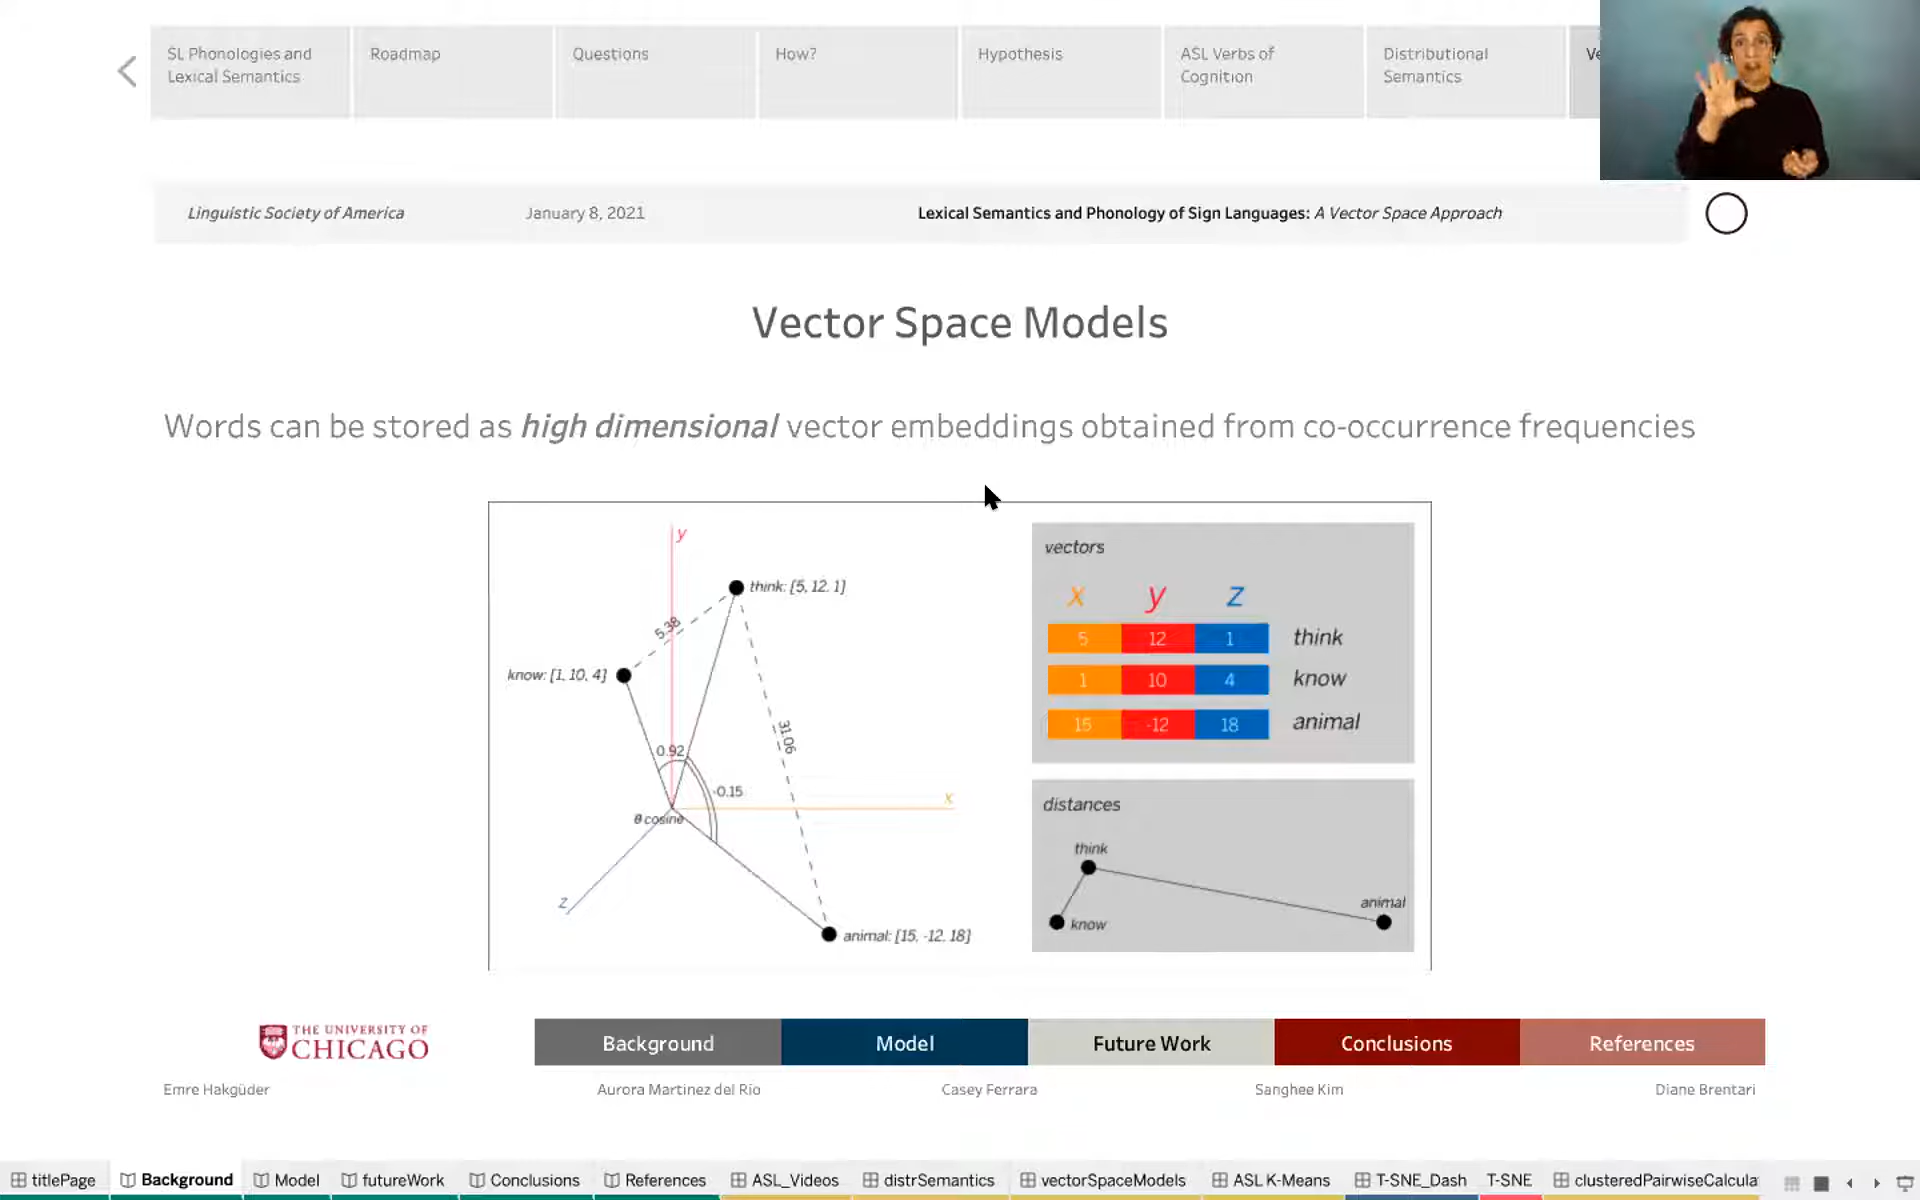 SL Phonologies and
Lexical Semantics
Roadmap
Questions
How?
Hypothesis
ASL Verbs of
Cognition
Distributional
Semantics
Linguistic Society of America
January 8, 2021
Lexical Semantics and Phonology of Sign Languages: A Vector Space Approach
Vector Space Models
Words can be stored as high dimensional vector embeddings obtained from co-occurrence frequencies
y
think: [5, 12, 1]
5.38
know: [1, 10, 4]
31.06
0.92
-0.15
x
θ cosine
z
animal: [15, -12, 18]
vectors
x y z
5 12 1 think
1 10 4 know
15 -12 18 animal
distances
think
animal
know
THE UNIVERSITY OF
CHICAGO
Background
Model
Future Work
Conclusions
References
Emre Hakgüder
Aurora Martinez del Rio
Casey Ferrara
Sanghee Kim
Diane Brentari
titlePage
Background
Model
futureWork
Conclusions
References
ASL_Videos
distrSemantics
vectorSpaceModels
ASL K-Means
T-SNE_Dash
T-SNE
clusteredPairwiseCalcula